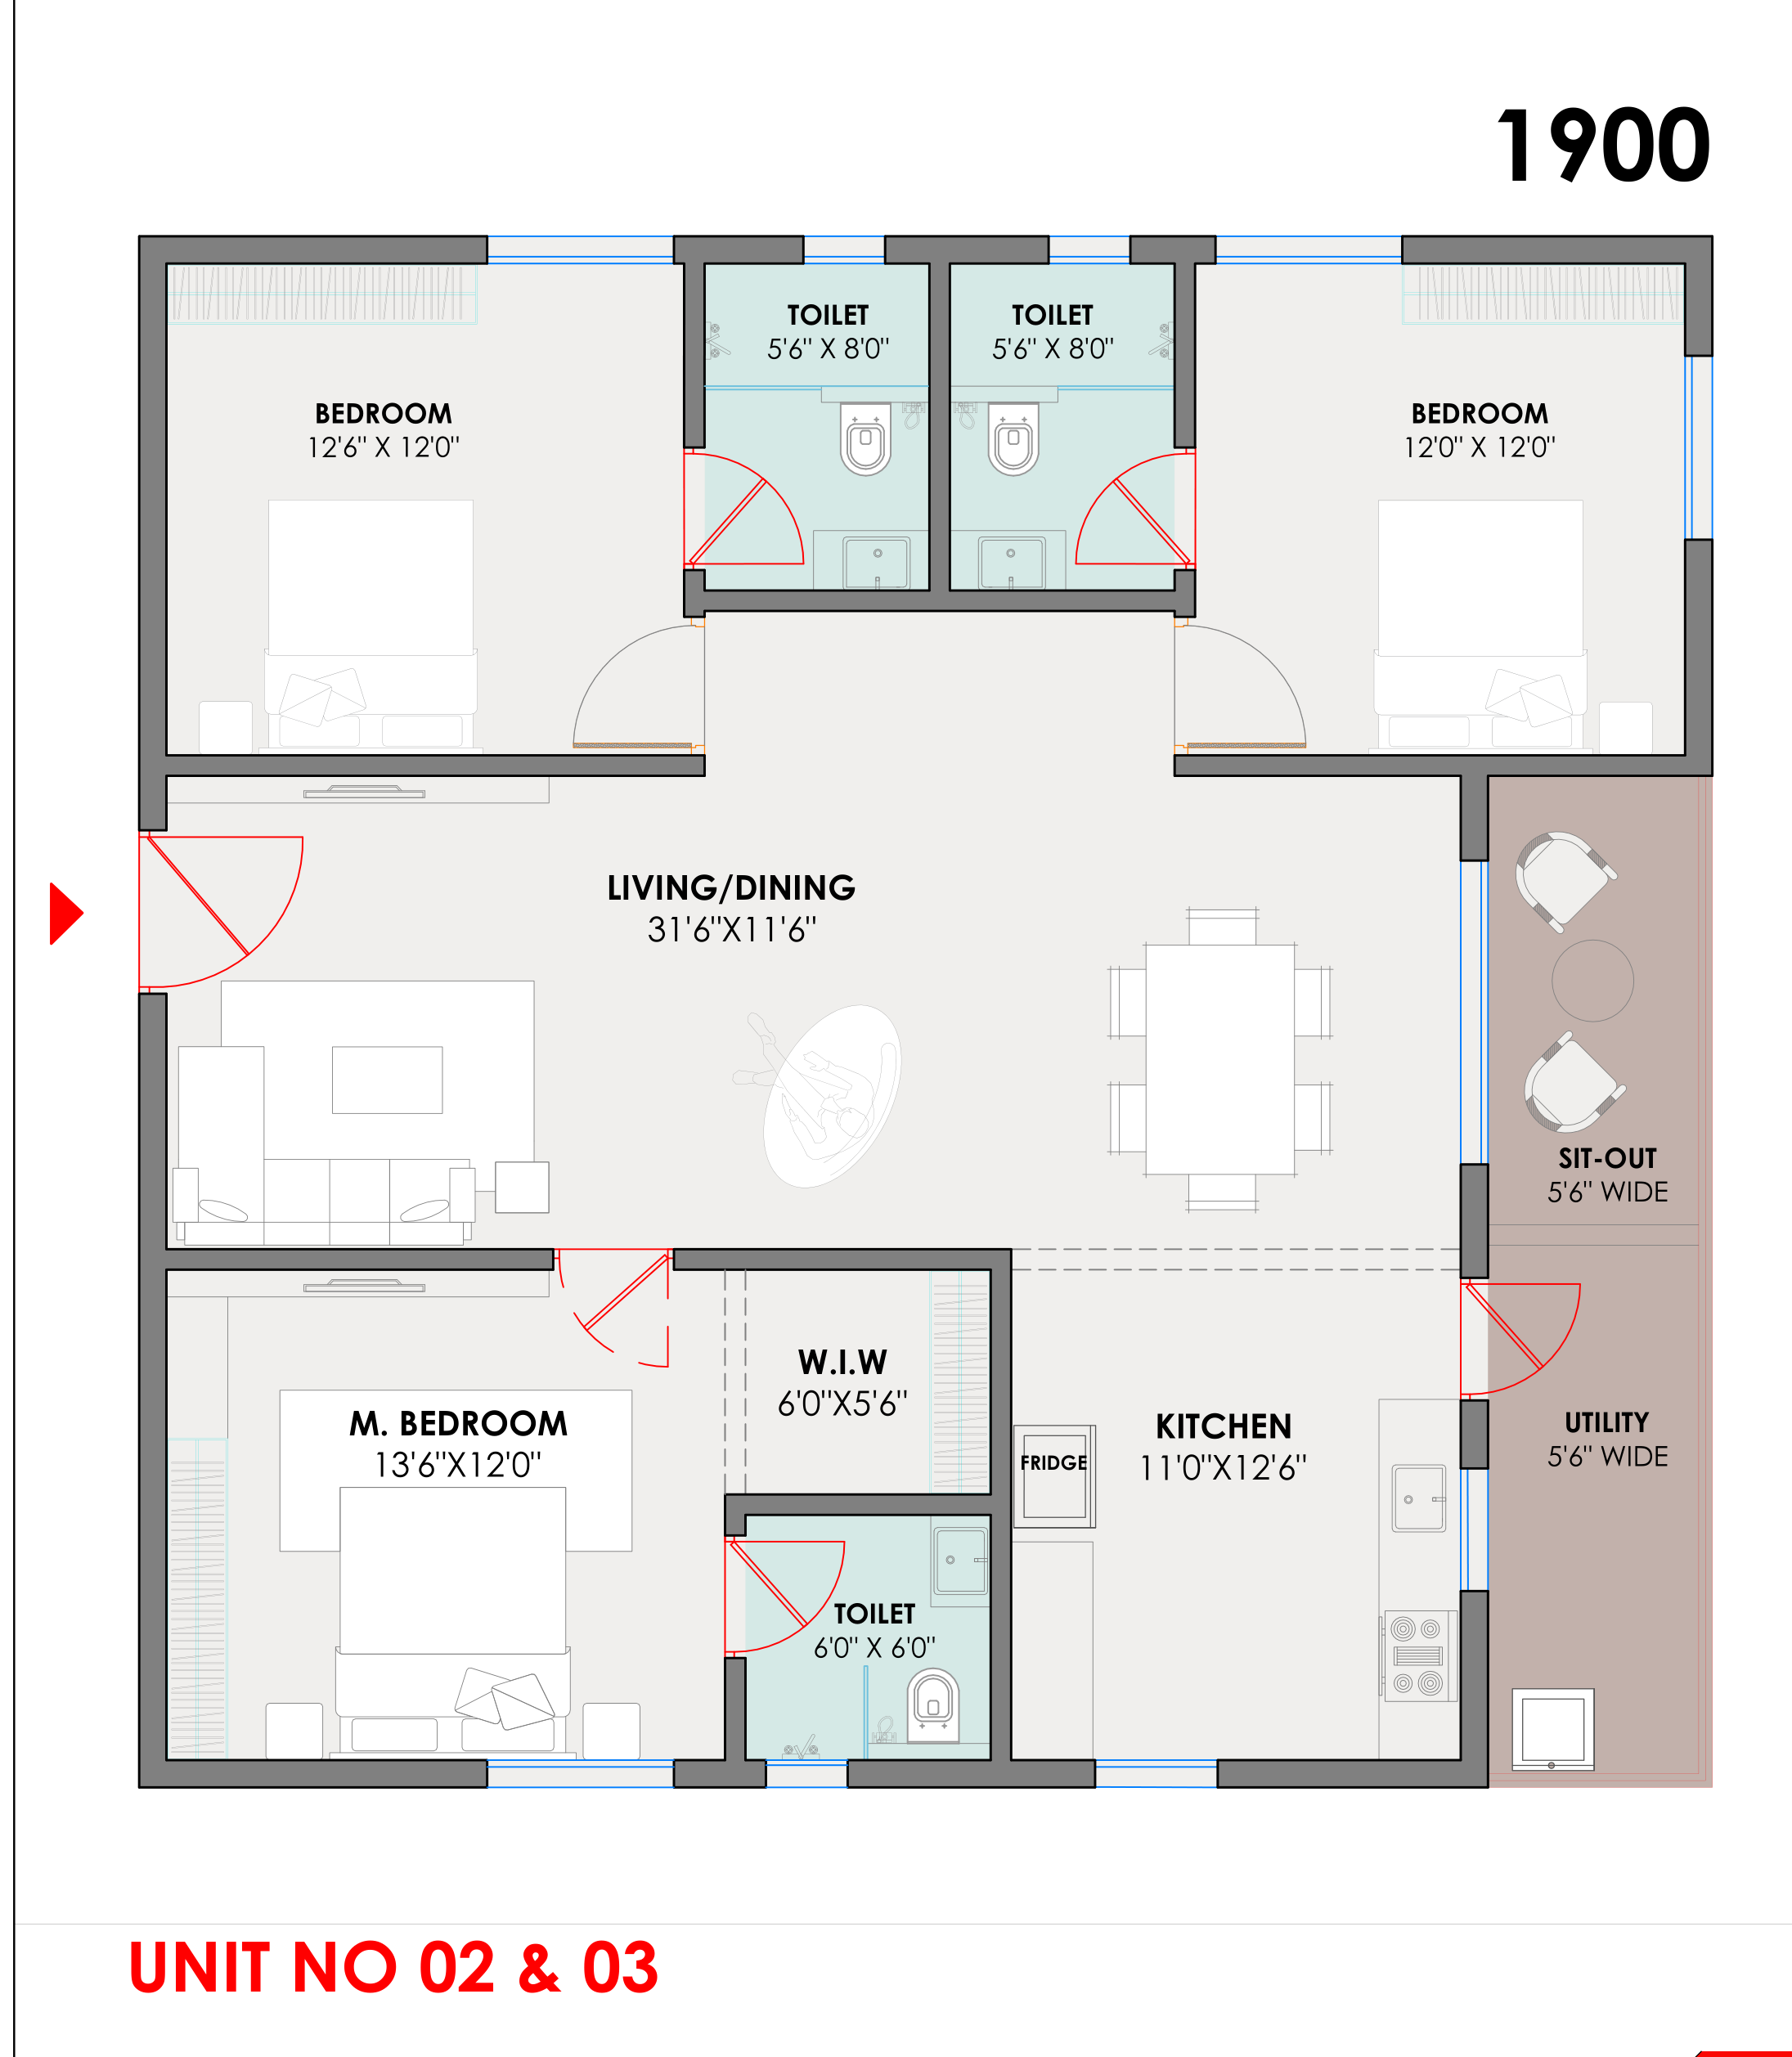 1900
TOILET
5'6" X 8'0"
TOILET
5'6" X 8'0"
BEDROOM
12'6" X 12'0"
BEDROOM
12'0" X 12'0"
LIVING/DINING
31'6"X11'6"
SIT-OUT
5'6" WIDE
W.I.W
6'0"X5'6"
M. BEDROOM
13'6"X12'0"
FRIDGE
KITCHEN
11'0"X12'6"
UTILITY
5'6" WIDE
TOILET
6'0" X 6'0"
UNIT NO 02 & 03